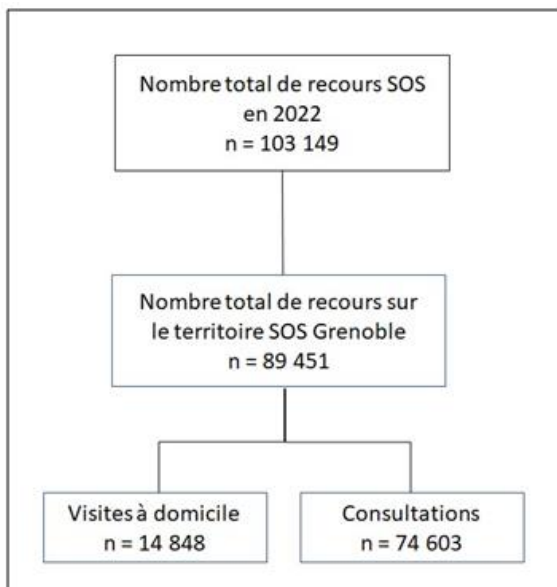 Nombre total de recours SOS
en 2022
n = 103 149
Nombre total de recours sur
le territoire SOS Grenoble
n = 89 451
Visites à domicile
n = 14 848
Consultations
n = 74 603